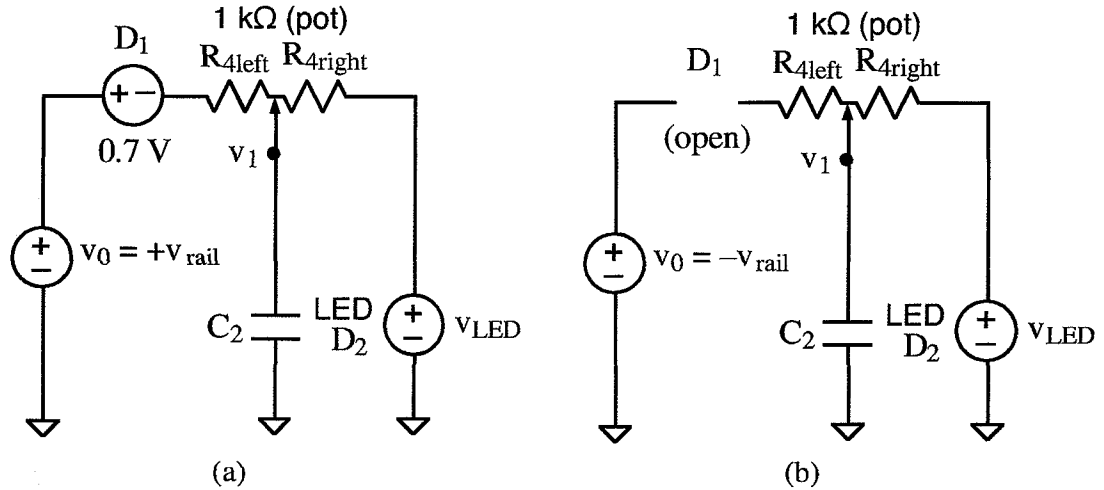 1 kΩ (pot)
D1
R4left R4right
+ −
0.7 V
v1
+
−
v0 = +vrail
C2
LED
D2
+
−
vLED
(a)
1 kΩ (pot)
D1
R4left R4right
(open)
v1
+
−
v0 = −vrail
C2
LED
D2
+
−
vLED
(b)